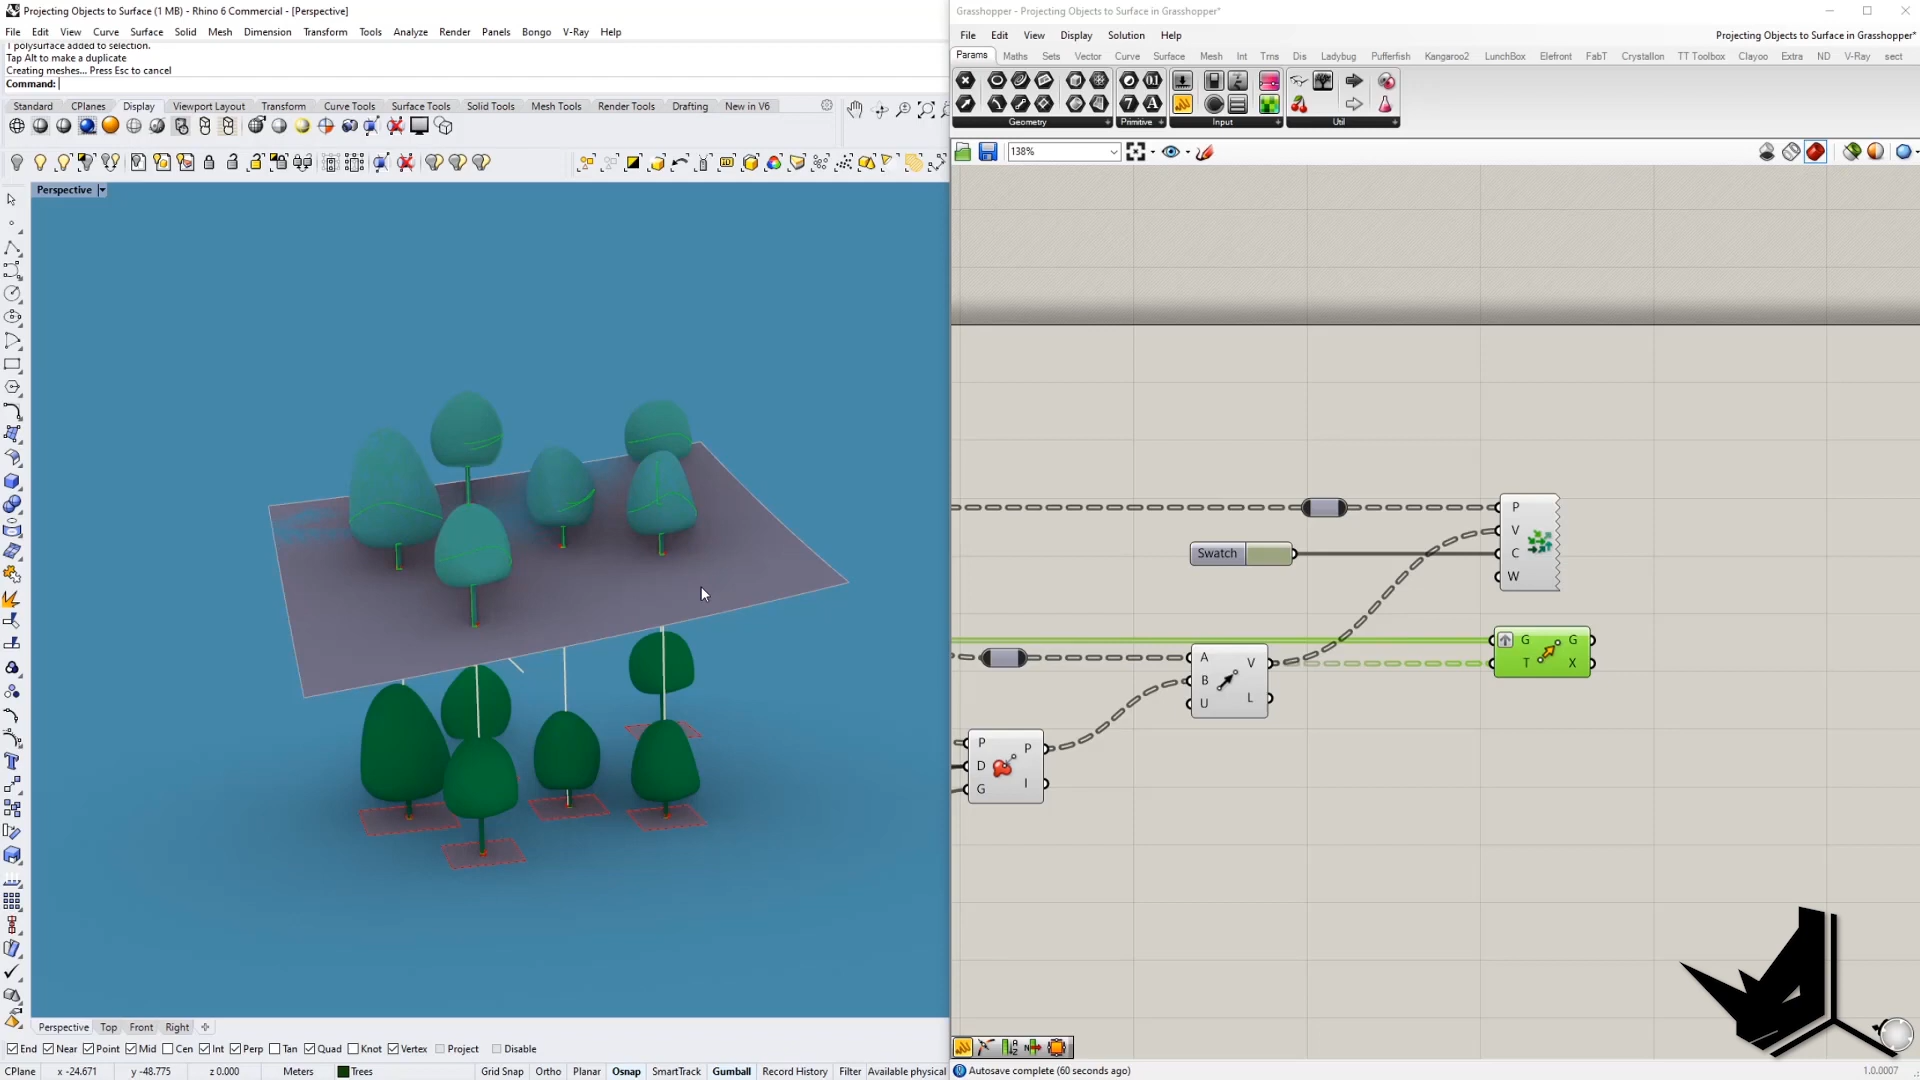 Projecting Objects to Surface (1 MB) - Rhino 6 Commercial - [Perspective]
File Edit View Curve Surface Solid Mesh Dimension Transform Tools Analyze Render Panels Bongo V-Ray Help
1 polysurface added to selection.
Tap Alt to make a duplicate
Creating meshes... Press Esc to cancel
Command:
Standard CPlanes Display Viewport Layout Transform Curve Tools Surface Tools Solid Tools Mesh Tools Render Tools Drafting New in V6
Perspective
Perspective Top Front Right
End Near Point Mid Cen Int Perp Tan Quad Knot Vertex Project Disable
CPlane x -24.671 y -48.775 z 0.000 Meters Trees Grid Snap Ortho Planar Osnap SmartTrack Gumball Record History Filter Available physical
Grasshopper - Projecting Objects to Surface in Grasshopper*
File Edit View Display Solution Help
Projecting Objects to Surface in Grasshopper*
Params Maths Sets Vector Curve Surface Mesh Int Trns Dis Ladybug Pufferfish Kangaroo2 LunchBox Elefront FabT Crystallon TT Toolbox Clayoo Extra ND V-Ray sect
Geometry Primitive Input Util
138%
P
V
Swatch
C
W
G G
T X
A V
B
U L
P P
D
G I
Autosave complete (60 seconds ago)
1.0.0007